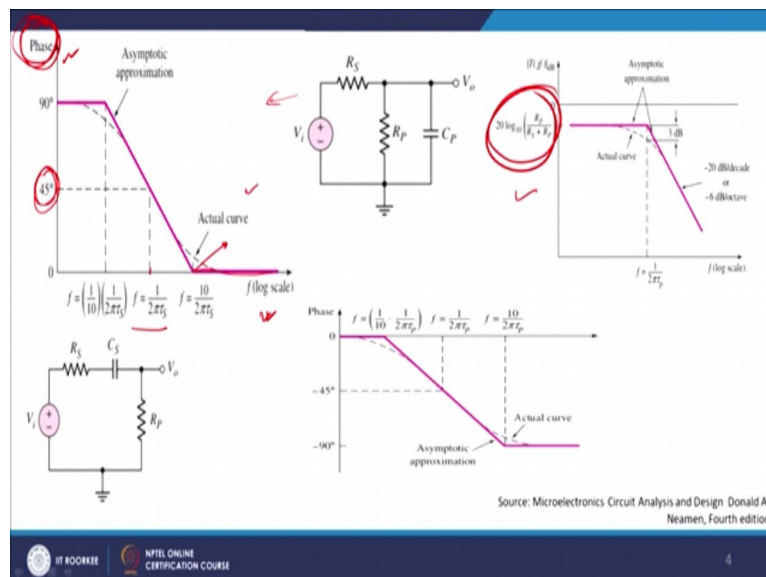 Phase
Asymptotic
approximation
90°
45°
Actual curve
0
f = (1/10)(1/2πτS) f = 1/2πτS f = 10/2πτS
f(log scale)
RS
Vo
Vi
RP
CP
|T(jf)|dB
Asymptotic
approximation
0
20 log10 (RP/RS + RP)
3 dB
Actual curve
–20 dB/decade
or
–6 dB/octave
f = 1/2πτP
f(log scale)
RS CS
Vo
Vi
RP
Phase
f = (1/10 · 1/2πτP) f = 1/2πτP f = 10/2πτP
0
–45°
–90°
Actual curve
Asymptotic
approximation
Source: Microelectronics Circuit Analysis and Design Donald A
Neamen, Fourth edition
IIT ROORKEE
NPTEL ONLINE
CERTIFICATION COURSE
4